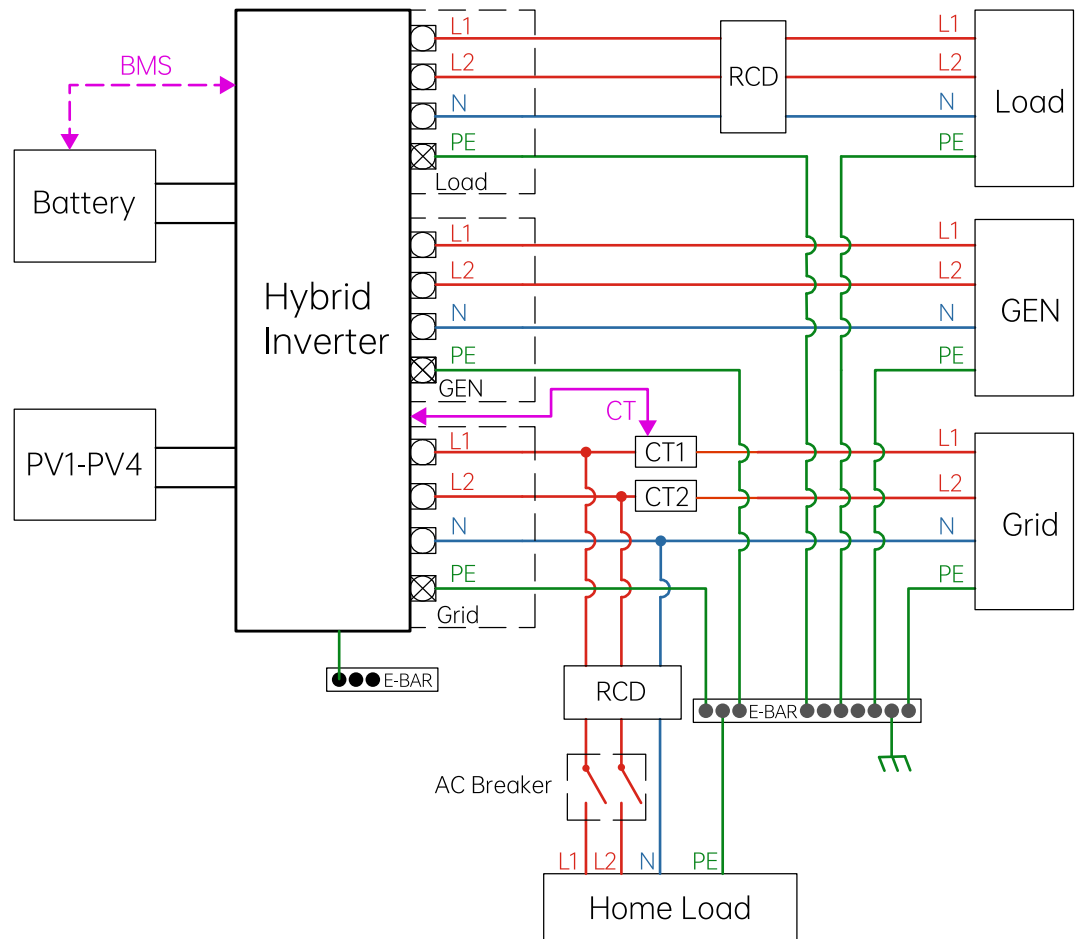 BMS
Battery
PV1-PV4
Hybrid
Inverter
L1
L2
N
PE
Load
RCD
L1
L2
N
PE
Load
L1
L2
N
PE
GEN
L1
L2
N
PE
GEN
CT
L1
L2
N
PE
Grid
CT1
CT2
L1
L2
N
PE
Grid
E-BAR
RCD
E-BAR
AC Breaker
L1
L2
N
PE
Home Load